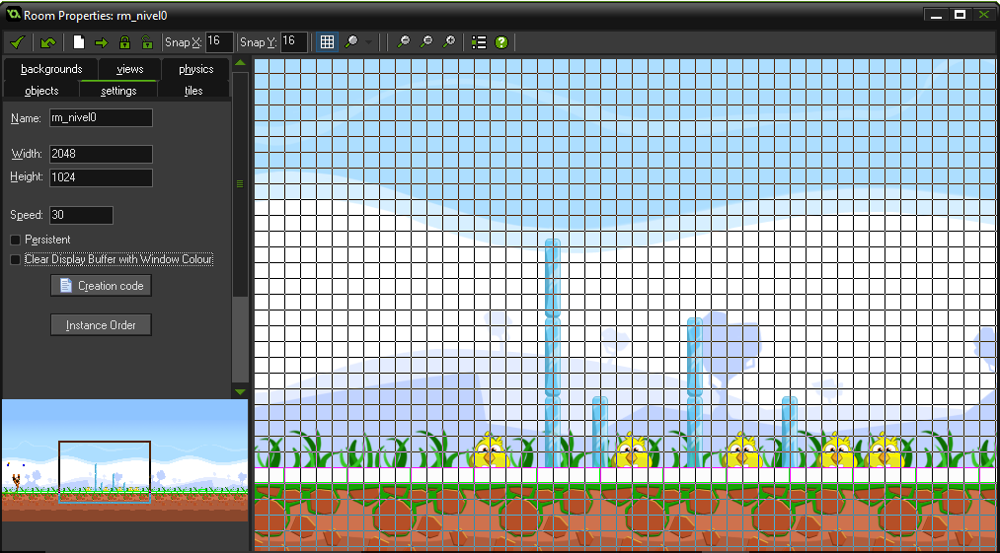 Room Properties: rm_nivel0
Snap X: 16 Snap Y: 16
backgrounds views physics
objects settings tiles
Name: rm_nivel0
Width: 2048
Height: 1024
Speed: 30
Persistent
Clear Display Buffer with Window Colour
Creation code
Instance Order